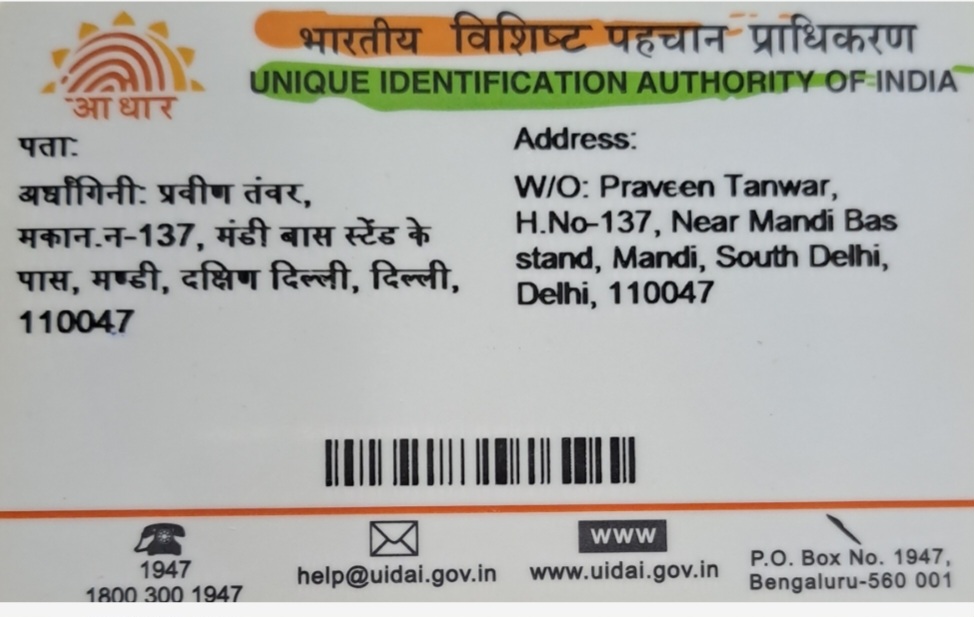 भारतीय विशिष्ट पहचान प्राधिकरण
UNIQUE IDENTIFICATION AUTHORITY OF INDIA
आधार
पता:
अर्धांगिनी: प्रवीण तंवर,
मकान.न-137, मंडी बास स्टेंड के
पास, मण्डी, दक्षिण दिल्ली, दिल्ली,
110047
Address:
W/O: Praveen Tanwar,
H.No-137, Near Mandi Bas
stand, Mandi, South Delhi,
Delhi, 110047
1947
1800 300 1947
help@uidai.gov.in
www
www.uidai.gov.in
P.O. Box No. 1947,
Bengaluru-560 001